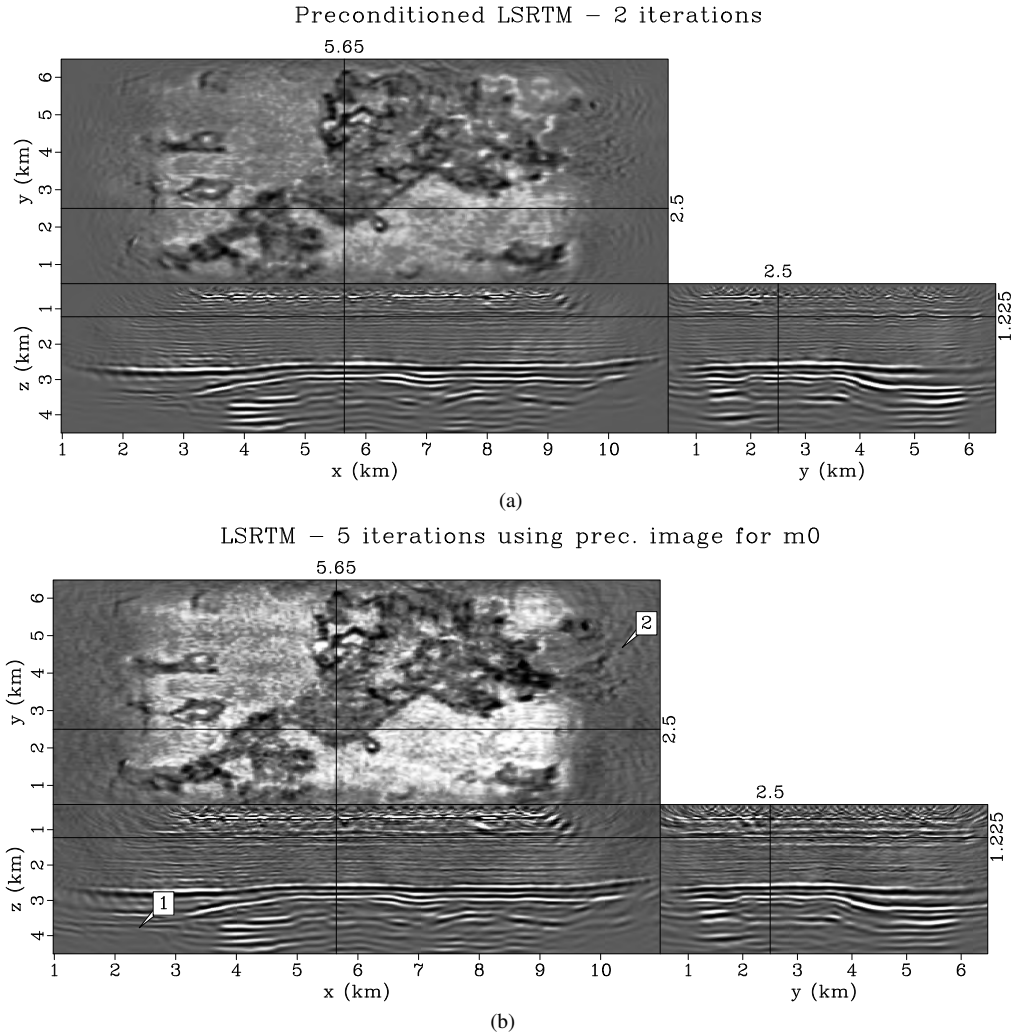 Preconditioned LSRTM – 2 iterations
5.65
y (km)
6
5
4
3
2
1
2.5
2.5
z (km)
1
2
3
4
1.225
1 2 3 4 5 6 7 8 9 10
1 2 3 4 5 6
x (km)
y (km)
(a)
LSRTM – 5 iterations using prec. image for m0
5.65
y (km)
6
5
4
3
2
1
2
2.5
2.5
z (km)
1
2
3
4
1
1.225
1 2 3 4 5 6 7 8 9 10
1 2 3 4 5 6
x (km)
y (km)
(b)